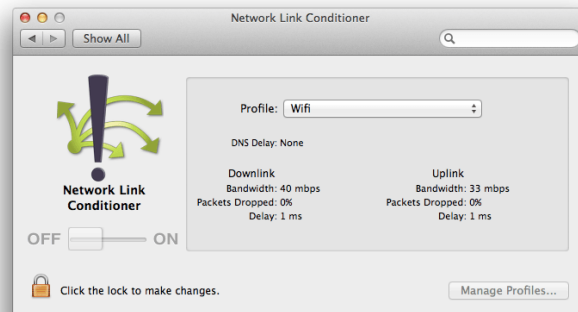 Network Link Conditioner
Show All
Profile: Wifi
DNS Delay: None
Downlink
Bandwidth: 40 mbps
Packets Dropped: 0%
Delay: 1 ms
Uplink
Bandwidth: 33 mbps
Packets Dropped: 0%
Delay: 1 ms
Network Link
Conditioner
OFF ON
Click the lock to make changes.
Manage Profiles...